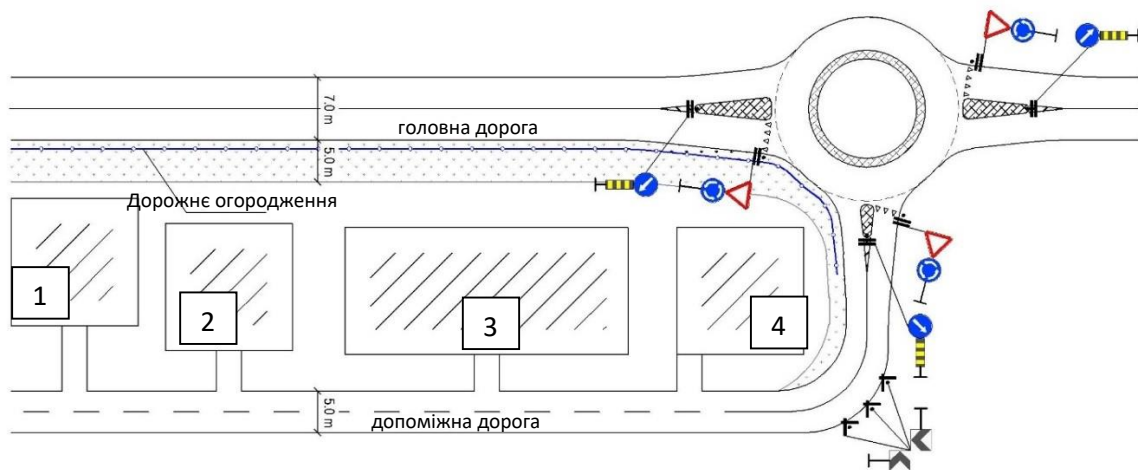 7.0 m
головна дорога
5.0 m
Дорожнє огородження
1
2
3
4
5.0 m
допоміжна дорога